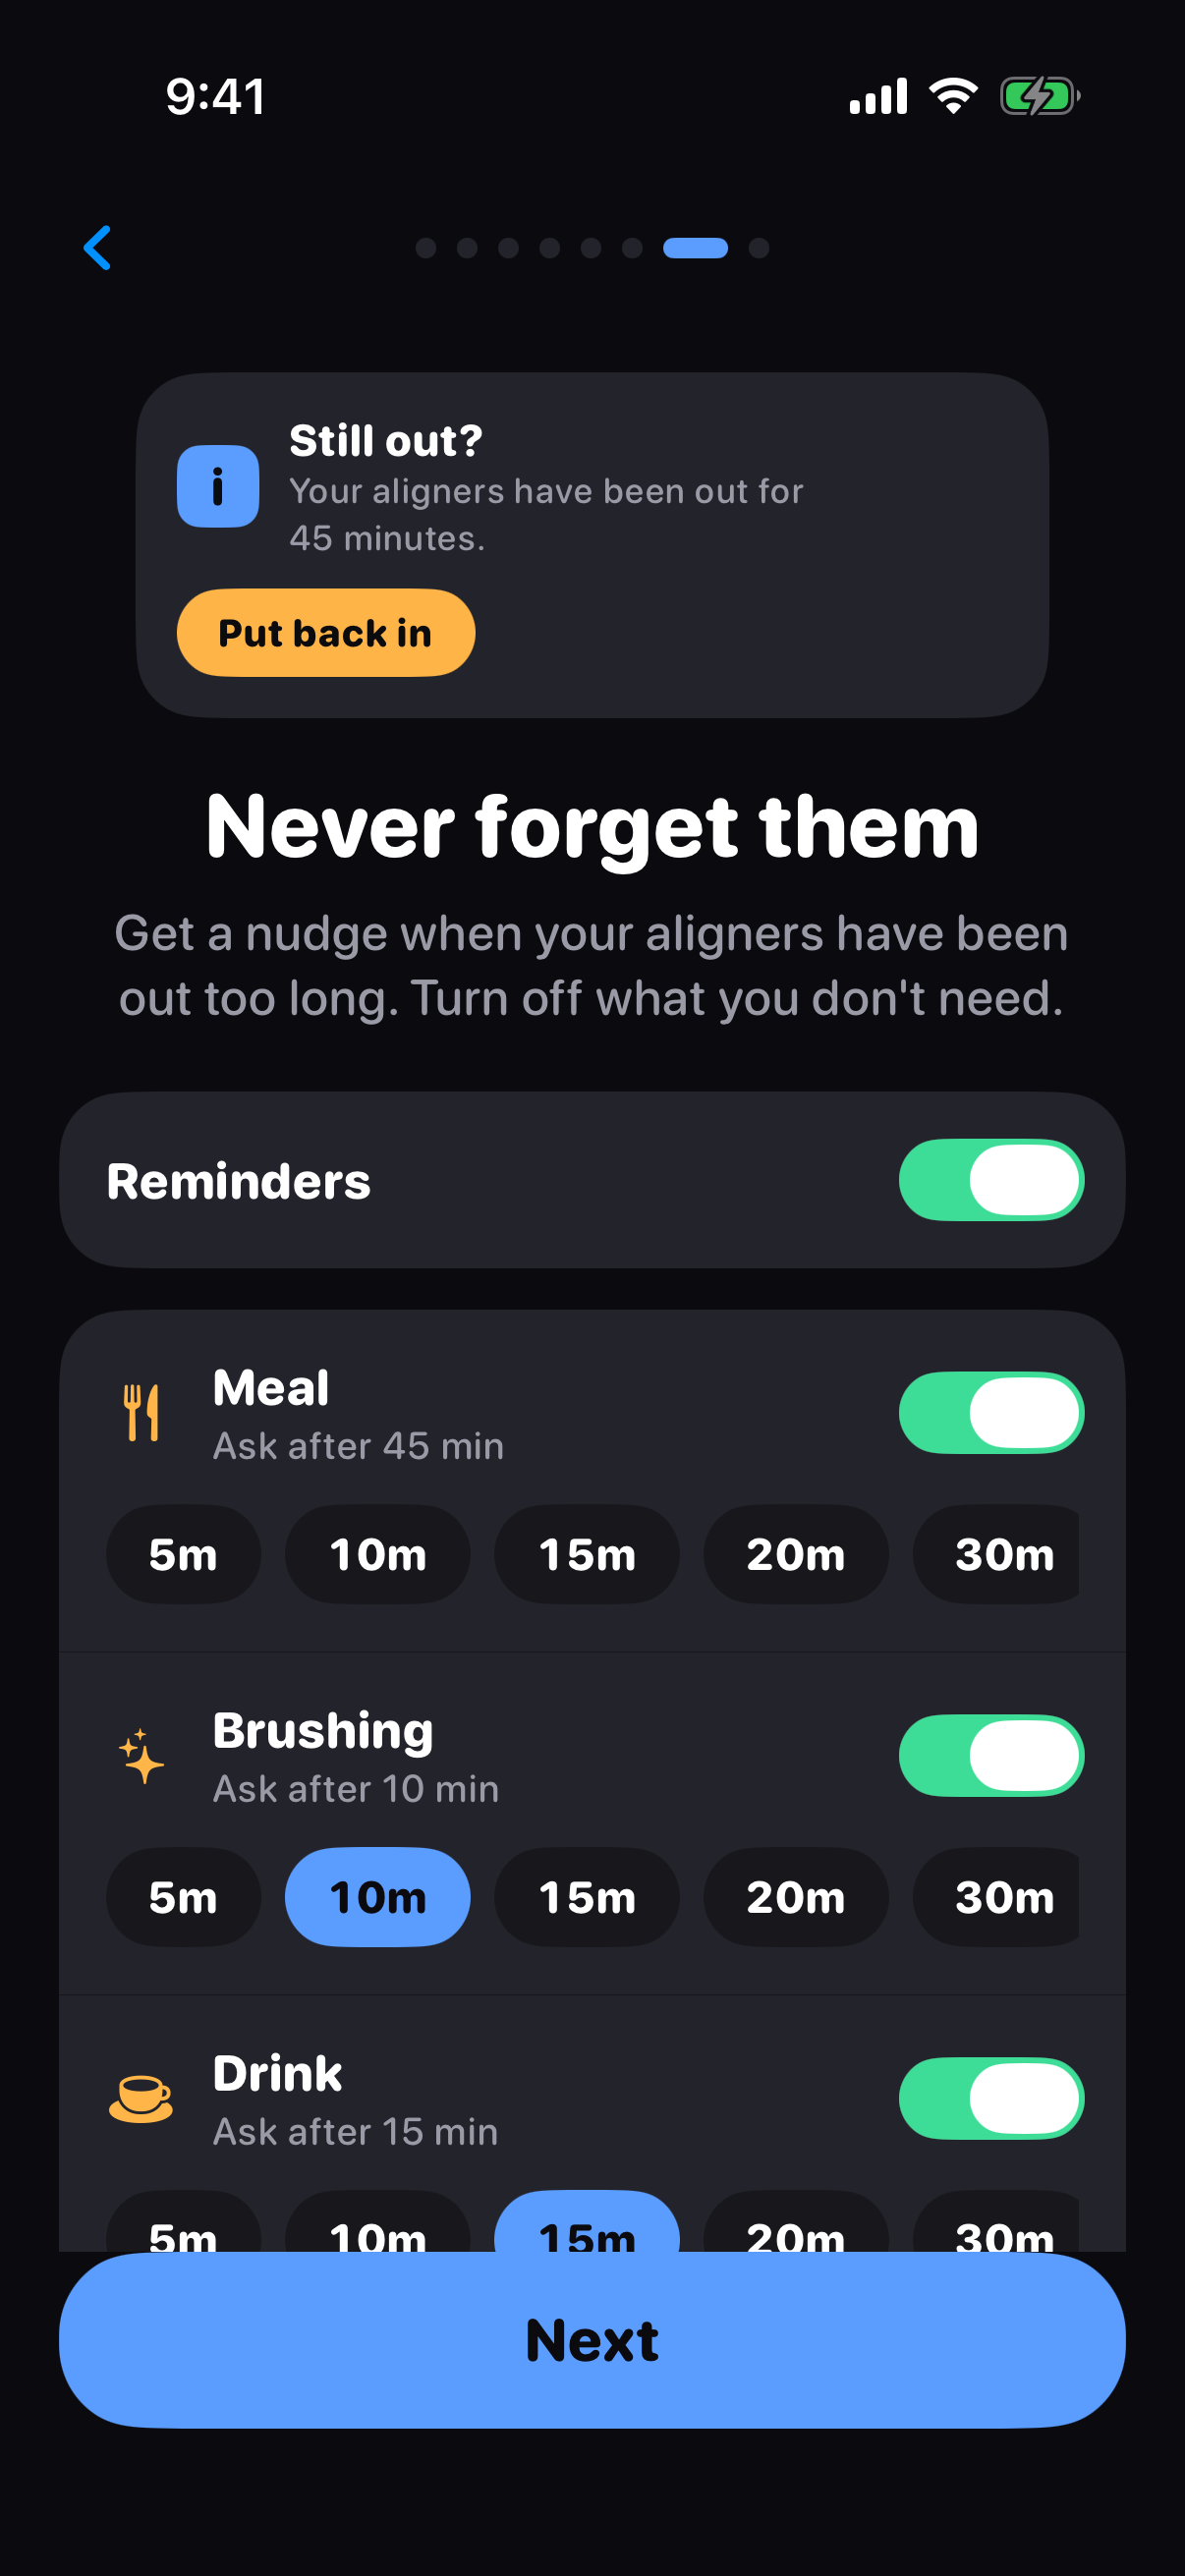 9:41
Still out?
Your aligners have been out for
45 minutes.
Put back in
Never forget them
Get a nudge when your aligners have been
out too long. Turn off what you don't need.
Reminders
Meal
Ask after 45 min
5m 10m 15m 20m 30m
Brushing
Ask after 10 min
5m 10m 15m 20m 30m
Drink
Ask after 15 min
5m 10m 15m 20m 30m
Next